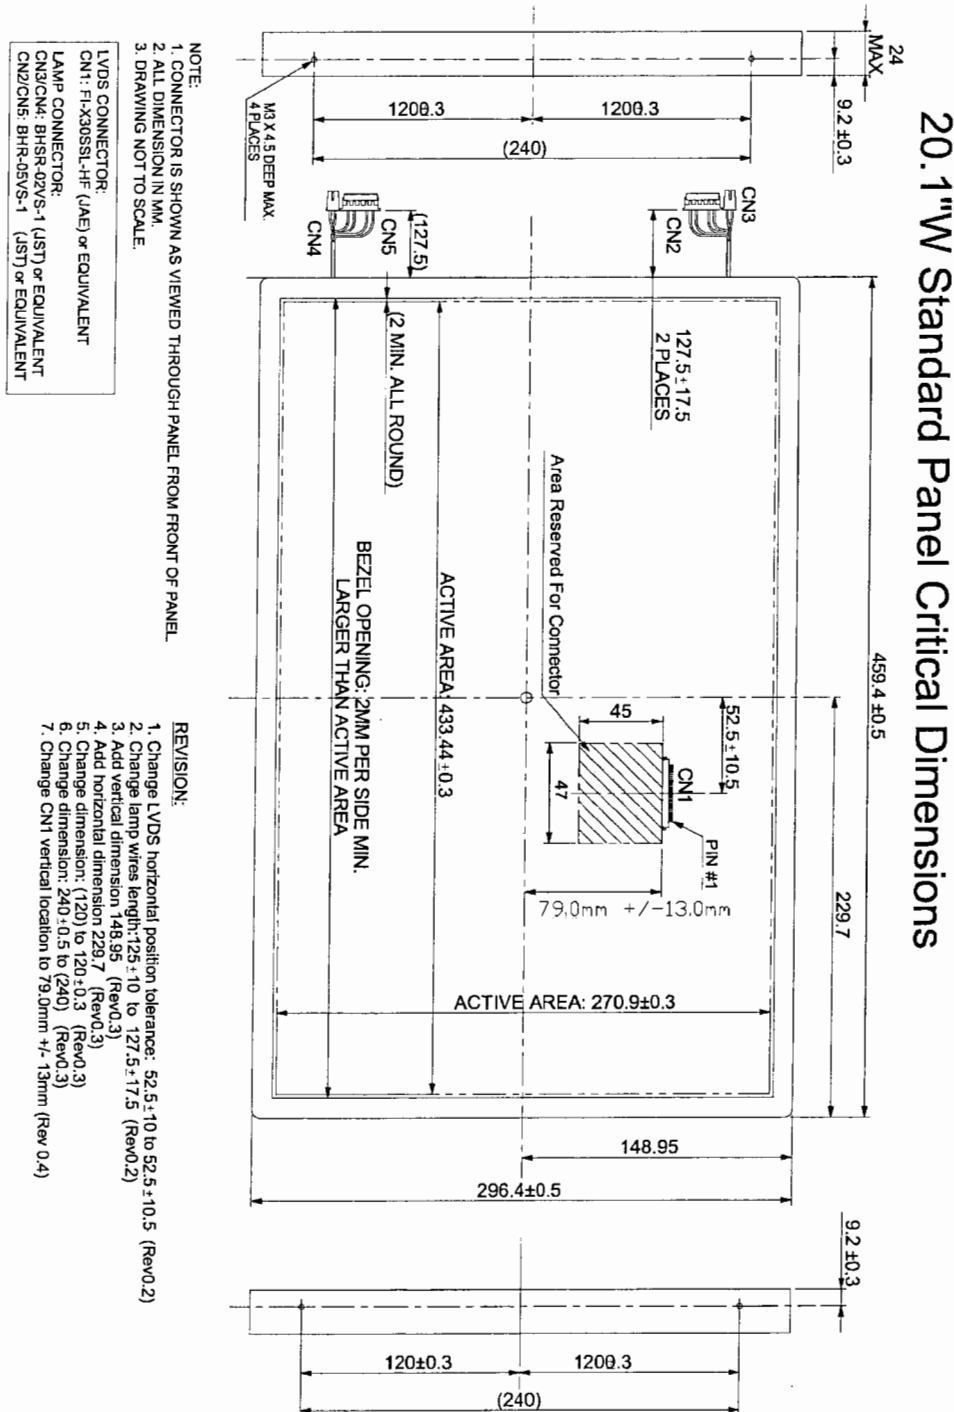 20.1"W Standard Panel Critical Dimensions
24
MAX.
9.2 ±0.3
1200.3
1200.3
(240)
M3 X 4.5 DEEP MAX.
4 PLACES
CN3
CN2
CN5
CN4
(127.5)
127.5±17.5
2 PLACES
(2 MIN. ALL ROUND)
459.4 ±0.5
229.7
Area Reserved For Connector
52.5±10.5
45
47
CN1
PIN #1
79.0mm +/-13.0mm
ACTIVE AREA: 433.44±0.3
BEZEL OPENING: 2MM PER SIDE MIN.
LARGER THAN ACTIVE AREA
ACTIVE AREA: 270.9±0.3
148.95
296.4±0.5
9.2 ±0.3
120±0.3
1200.3
(240)
NOTE:
1. CONNECTOR IS SHOWN AS VIEWED THROUGH PANEL FROM FRONT OF PANEL.
2. ALL DIMENSION IN MM.
3. DRAWING NOT TO SCALE.
LVDS CONNECTOR:
CN1: FI-X30SSL-HF (JAE) or EQUIVALENT
LAMP CONNECTOR:
CN3/CN4: BHSR-02VS-1 (JST) or EQUIVALENT
CN2/CN5: BHR-05VS-1 (JST) or EQUIVALENT
REVISION:
1. Change LVDS horizontal position tolerance: 52.5±10 to 52.5±10.5 (Rev0.2)
2. Change lamp wires length:125±10 to 127.5±17.5 (Rev0.2)
3. Add vertical dimension 148.95 (Rev0.3)
4. Add horizontal dimension 229.7 (Rev0.3)
5. Change dimension: (120) to 120±0.3 (Rev0.3)
6. Change dimension: 240±0.5 to (240) (Rev0.3)
7. Change CN1 vertical location to 79.0mm +/- 13mm (Rev 0.4)